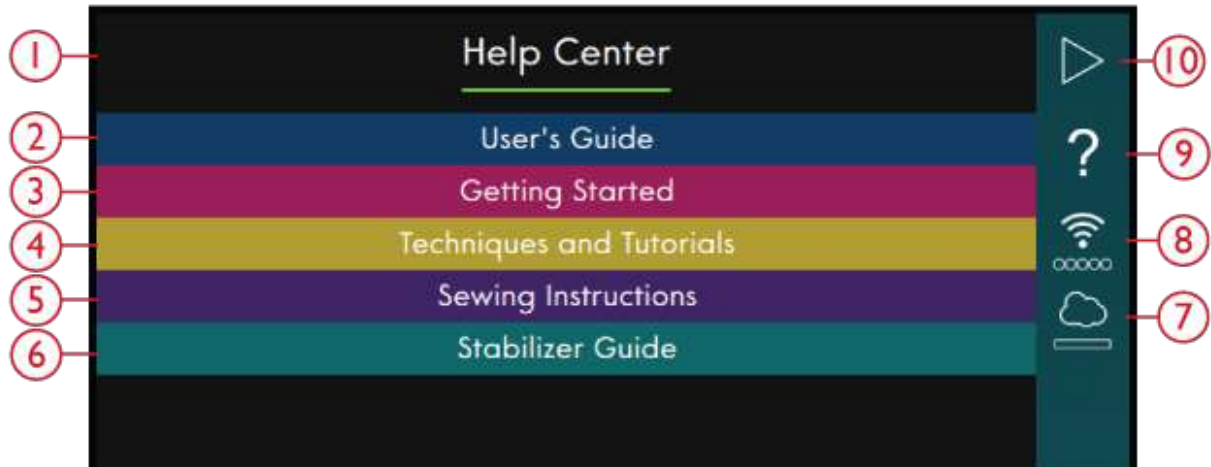 1 Help Center 10
2 User's Guide
? 9
3 Getting Started
4 Techniques and Tutorials 8
5 Sewing Instructions
7
6 Stabilizer Guide